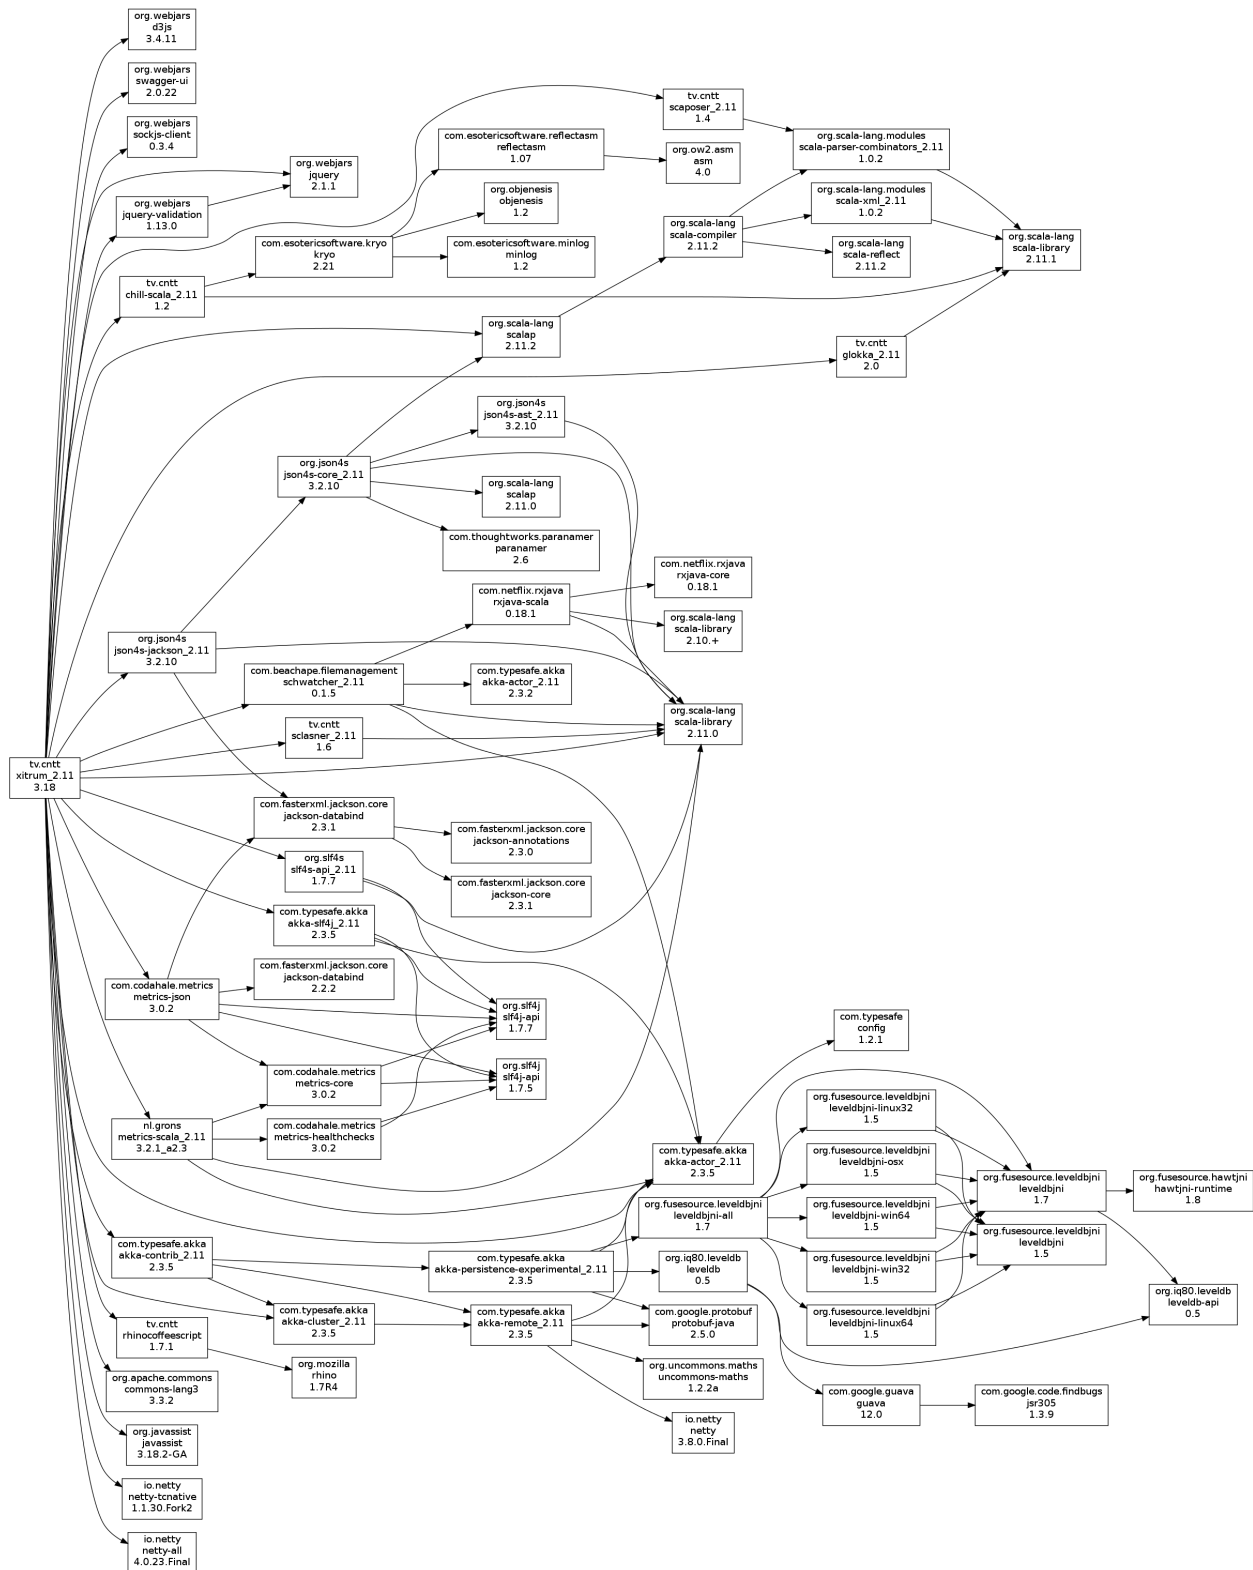 org.webjars
d3js
3.4.11
org.webjars
swagger-ui
2.0.22
org.webjars
sockjs-client
0.3.4
org.webjars
jquery
2.1.1
org.webjars
jquery-validation
1.13.0
tv.cntt
chill-scala_2.11
1.2
com.esotericsoftware.kryo
kryo
2.21
com.esotericsoftware.reflectasm
reflectasm
1.07
org.objenesis
objenesis
1.2
com.esotericsoftware.minlog
minlog
1.2
tv.cntt
scaposer_2.11
1.4
org.ow2.asm
asm
4.0
org.scala-lang
scala-compiler
2.11.2
org.scala-lang.modules
scala-parser-combinators_2.11
1.0.2
org.scala-lang.modules
scala-xml_2.11
1.0.2
org.scala-lang
scala-reflect
2.11.2
org.scala-lang
scala-library
2.11.1
org.scala-lang
scalap
2.11.2
tv.cntt
glokka_2.11
2.0
org.json4s
json4s-ast_2.11
3.2.10
org.json4s
json4s-core_2.11
3.2.10
org.scala-lang
scalap
2.11.0
com.thoughtworks.paranamer
paranamer
2.6
com.netflix.rxjava
rxjava-core
0.18.1
com.netflix.rxjava
rxjava-scala
0.18.1
org.scala-lang
scala-library
2.10.+
org.json4s
json4s-jackson_2.11
3.2.10
com.beachape.filemanagement
schwatcher_2.11
0.1.5
com.typesafe.akka
akka-actor_2.11
2.3.2
org.scala-lang
scala-library
2.11.0
tv.cntt
sclasner_2.11
1.6
tv.cntt
xitrum_2.11
3.18
com.fasterxml.jackson.core
jackson-databind
2.3.1
com.fasterxml.jackson.core
jackson-annotations
2.3.0
org.slf4s
slf4s-api_2.11
1.7.7
com.fasterxml.jackson.core
jackson-core
2.3.1
com.typesafe.akka
akka-slf4j_2.11
2.3.5
com.codahale.metrics
metrics-json
3.0.2
com.fasterxml.jackson.core
jackson-databind
2.2.2
org.slf4j
slf4j-api
1.7.7
com.typesafe
config
1.2.1
com.codahale.metrics
metrics-core
3.0.2
org.slf4j
slf4j-api
1.7.5
nl.grons
metrics-scala_2.11
3.2.1_a2.3
com.codahale.metrics
metrics-healthchecks
3.0.2
com.typesafe.akka
akka-actor_2.11
2.3.5
org.fusesource.leveldbjni
leveldbjni-linux32
1.5
org.fusesource.leveldbjni
leveldbjni-osx
1.5
org.fusesource.leveldbjni
leveldbjni
1.7
org.fusesource.hawtjni
hawtjni-runtime
1.8
org.fusesource.leveldbjni
leveldbjni-all
1.7
org.fusesource.leveldbjni
leveldbjni-win64
1.5
org.fusesource.leveldbjni
leveldbjni
1.5
com.typesafe.akka
akka-contrib_2.11
2.3.5
com.typesafe.akka
akka-persistence-experimental_2.11
2.3.5
org.iq80.leveldb
leveldb
0.5
org.fusesource.leveldbjni
leveldbjni-win32
1.5
com.typesafe.akka
akka-cluster_2.11
2.3.5
com.typesafe.akka
akka-remote_2.11
2.3.5
com.google.protobuf
protobuf-java
2.5.0
org.fusesource.leveldbjni
leveldbjni-linux64
1.5
org.iq80.leveldb
leveldb-api
0.5
tv.cntt
rhinocoffeescript
1.7.1
org.mozilla
rhino
1.7R4
org.uncommons.maths
uncommons-maths
1.2.2a
org.apache.commons
commons-lang3
3.3.2
com.google.guava
guava
12.0
com.google.code.findbugs
jsr305
1.3.9
org.javassist
javassist
3.18.2-GA
io.netty
netty
3.8.0.Final
io.netty
netty-tcnative
1.1.30.Fork2
io.netty
netty-all
4.0.23.Final